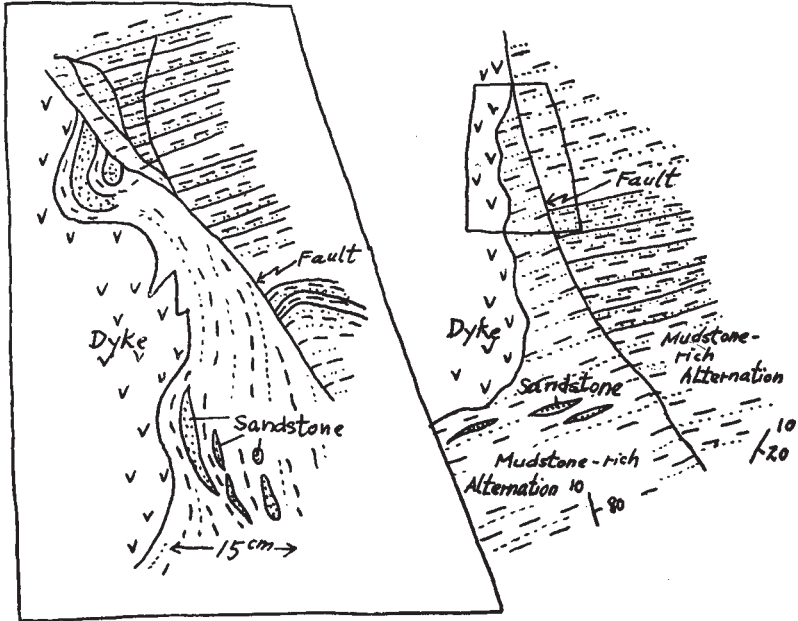 Fault
Dyke
Sandstone
15 cm
Fault
Dyke
Mudstone-
rich
Alternation
Sandstone
10
20
Mudstone-rich
Alternation 10
80